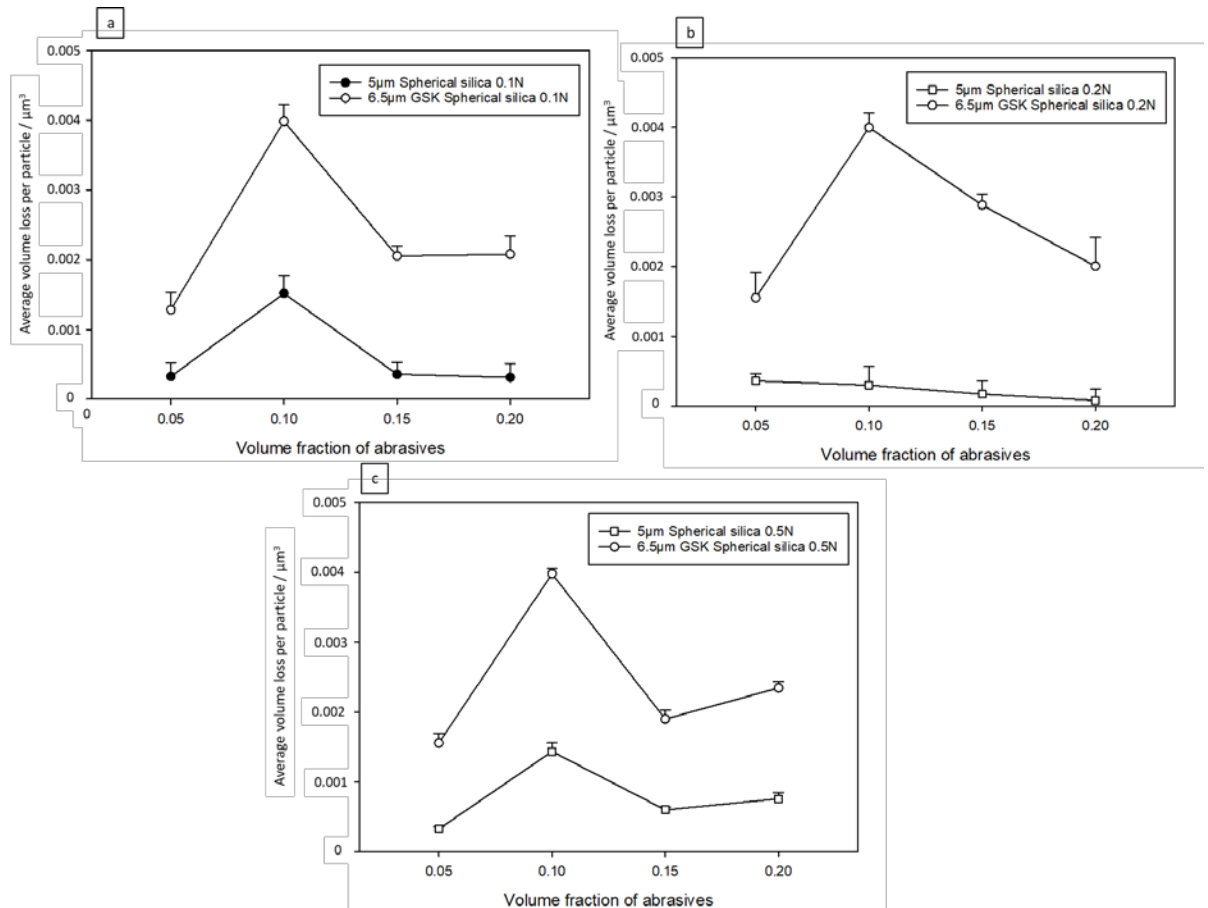 a
0.005
0.004
0.003
0.002
0.001
0
0
Average volume loss per particle / µm³
5µm Spherical silica 0.1N
6.5µm GSK Spherical silica 0.1N
0.05 0.10 0.15 0.20
Volume fraction of abrasives
b
0.005
0.004
0.003
0.002
0.001
0
Average volume loss per particle / µm³
5µm Spherical silica 0.2N
6.5µm GSK Spherical silica 0.2N
0.05 0.10 0.15 0.20
Volume fraction of abrasives
c
0.005
0.004
0.003
0.002
0.001
0
Average volume loss per particle / µm³
5µm Spherical silica 0.5N
6.5µm GSK Spherical silica 0.5N
0.05 0.10 0.15 0.20
Volume fraction of abrasives